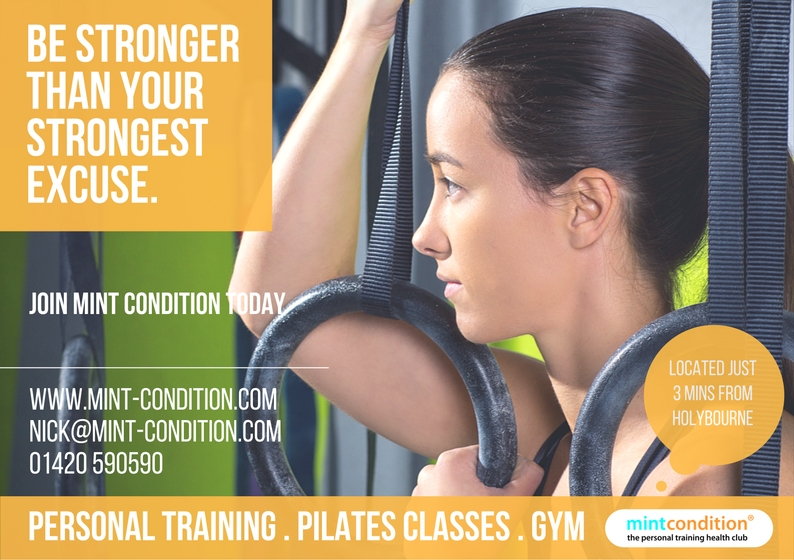 BE STRONGER
THAN YOUR
STRONGEST
EXCUSE.
JOIN MINT CONDITION TODAY
WWW.MINT-CONDITION.COM
NICK@MINT-CONDITION.COM
01420 590590
LOCATED JUST
3 MINS FROM
HOLYBOURNE
PERSONAL TRAINING . PILATES CLASSES . GYM
mintcondition®
the personal training health club